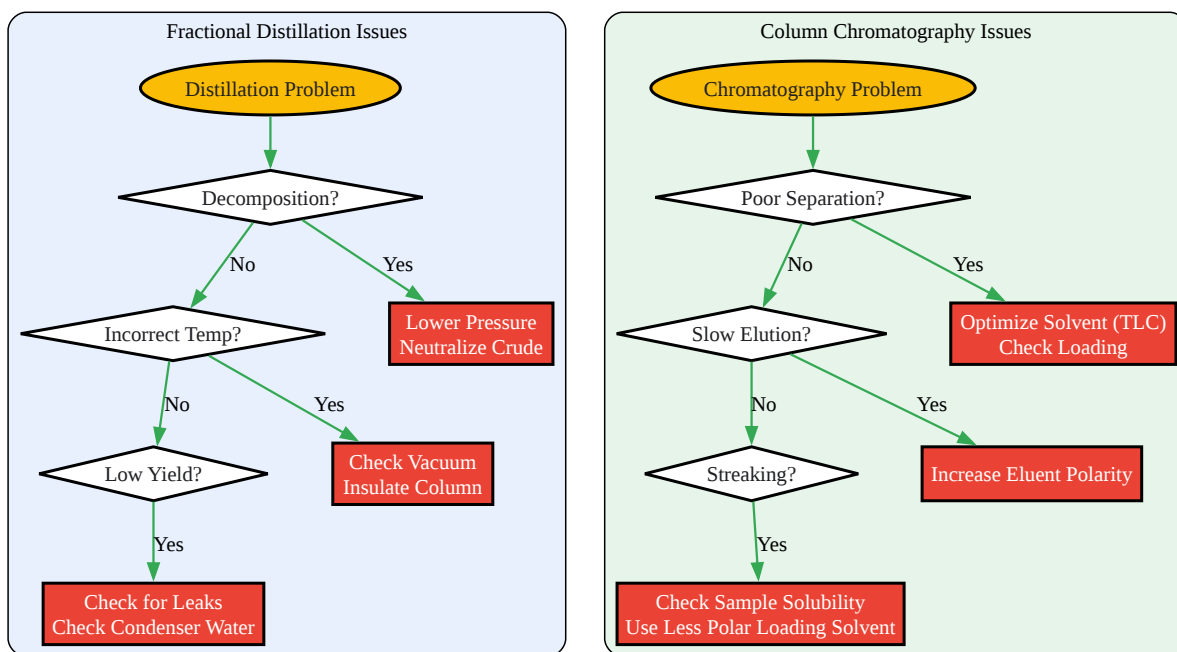 Fractional Distillation Issues
Distillation Problem
Decomposition?
No
Yes
Incorrect Temp?
Lower Pressure
Neutralize Crude
No
Yes
Low Yield?
Check Vacuum
Insulate Column
Yes
Check for Leaks
Check Condenser Water
Column Chromatography Issues
Chromatography Problem
Poor Separation?
No
Yes
Slow Elution?
Optimize Solvent (TLC)
Check Loading
No
Yes
Streaking?
Increase Eluent Polarity
Yes
Check Sample Solubility
Use Less Polar Loading Solvent